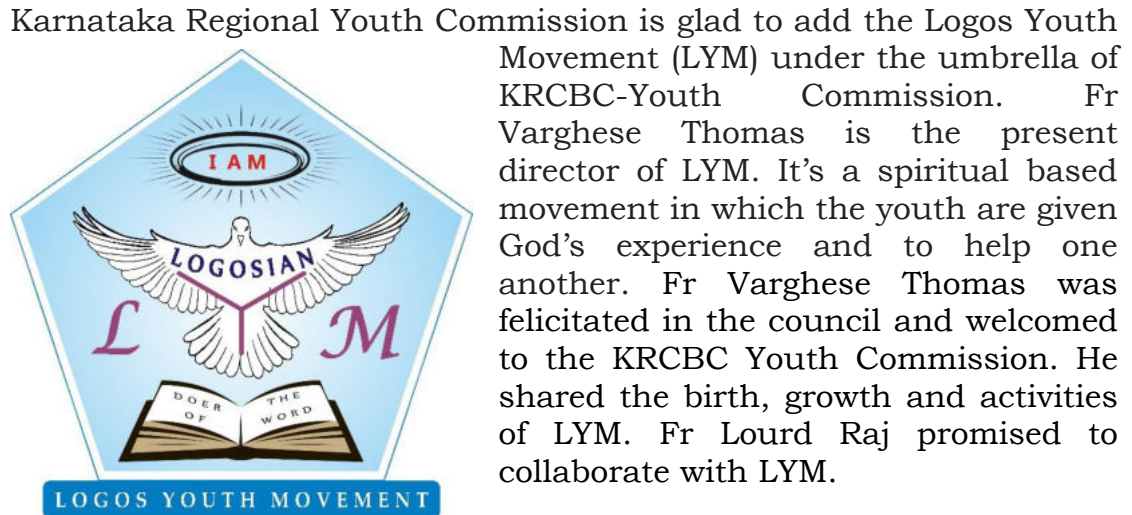 Karnataka Regional Youth Commission is glad to add the Logos Youth
Movement (LYM) under the umbrella of
KRCBC-Youth Commission. Fr
Varghese Thomas is the present
director of LYM. It’s a spiritual based
movement in which the youth are given
God’s experience and to help one
another. Fr Varghese Thomas was
felicitated in the council and welcomed
to the KRCBC Youth Commission. He
shared the birth, growth and activities
of LYM. Fr Lourd Raj promised to
collaborate with LYM.
I AM
LOGOSIAN
L Y M
DOER OF
THE WORD
LOGOS YOUTH MOVEMENT